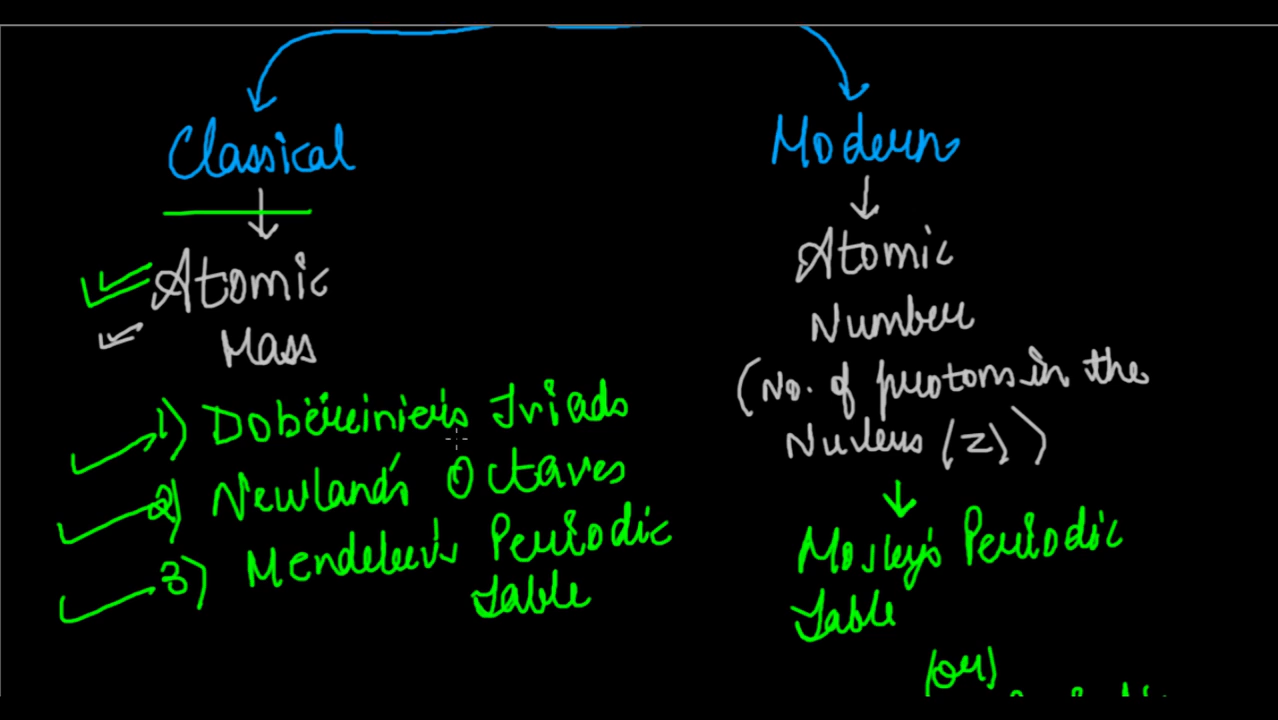 Classical
Atomic
Mass
1) Döbereinier's Triads
2) Newland's Octaves
3) Mendeleev's Periodic
Table
Modern
Atomic
Number
(No. of protons in the
Nucleus (Z))
Mosley's Periodic
Table
(or)